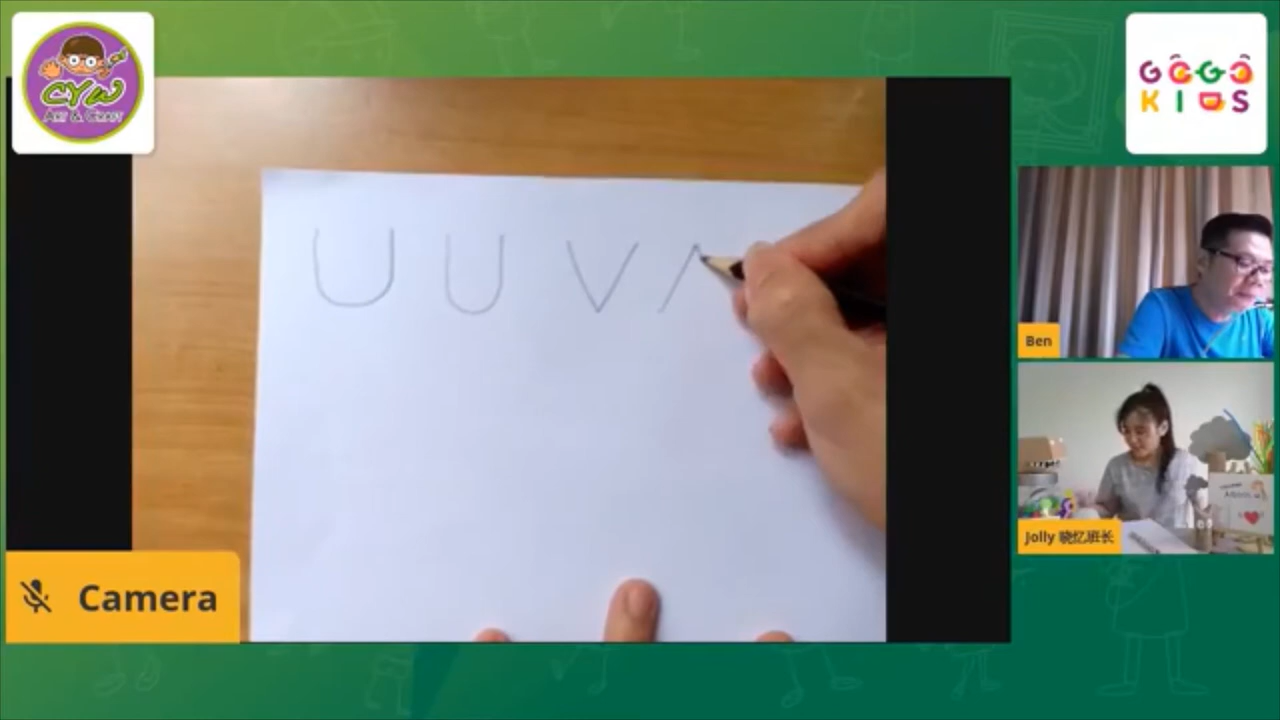 CYW
ART & CRAFT
GOGO
KIDS
U U V Λ
Ben
Jolly 晓忆班长
Camera